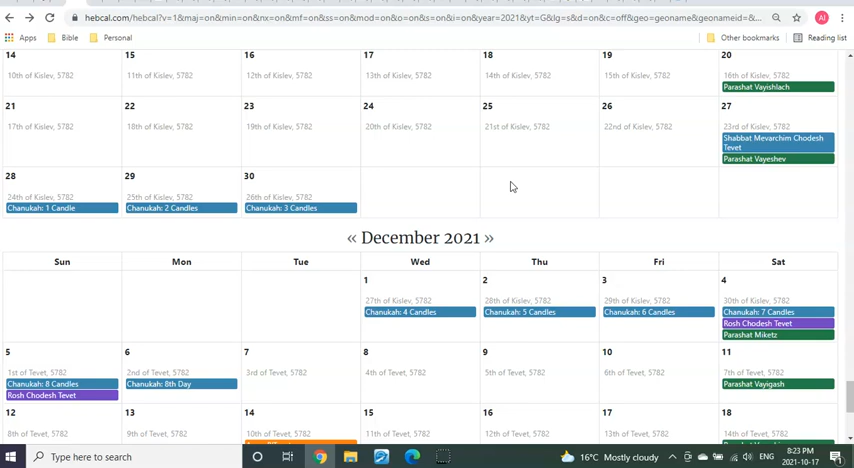 hebcal.com/hebcal?v=1&maj=on&min=on&nx=on&mf=on&ss=on&mod=on&o=on&s=on&i=on&year=2021&yt=G&lg=s&d=on&c=off&geo=geoname&geonameid=&...
Apps Bible Personal Other bookmarks Reading list
14 15 16 17 18 19 20
10th of Kislev, 5782 11th of Kislev, 5782 12th of Kislev, 5782 13th of Kislev, 5782 14th of Kislev, 5782 15th of Kislev, 5782 16th of Kislev, 5782
Parashat Vayishlach
21 22 23 24 25 26 27
17th of Kislev, 5782 18th of Kislev, 5782 19th of Kislev, 5782 20th of Kislev, 5782 21st of Kislev, 5782 22nd of Kislev, 5782 23rd of Kislev, 5782
Shabbat Mevarchim Chodesh
Tevet
Parashat Vayeshev
28 29 30
24th of Kislev, 5782 25th of Kislev, 5782 26th of Kislev, 5782
Chanukah: 1 Candle Chanukah: 2 Candles Chanukah: 3 Candles
« December 2021 »
Sun Mon Tue Wed Thu Fri Sat
1 2 3 4
27th of Kislev, 5782 28th of Kislev, 5782 29th of Kislev, 5782 30th of Kislev, 5782
Chanukah: 4 Candles Chanukah: 5 Candles Chanukah: 6 Candles Chanukah: 7 Candles
Rosh Chodesh Tevet
Parashat Miketz
5 6 7 8 9 10 11
1st of Tevet, 5782 2nd of Tevet, 5782 3rd of Tevet, 5782 4th of Tevet, 5782 5th of Tevet, 5782 6th of Tevet, 5782 7th of Tevet, 5782
Chanukah: 8 Candles Chanukah: 8th Day Parashat Vayigash
Rosh Chodesh Tevet
12 13 14 15 16 17 18
8th of Tevet, 5782 9th of Tevet, 5782 10th of Tevet, 5782 11th of Tevet, 5782 12th of Tevet, 5782 13th of Tevet, 5782 14th of Tevet, 5782
Type here to search 16°C Mostly cloudy ENG 8:23 PM
2021-10-17